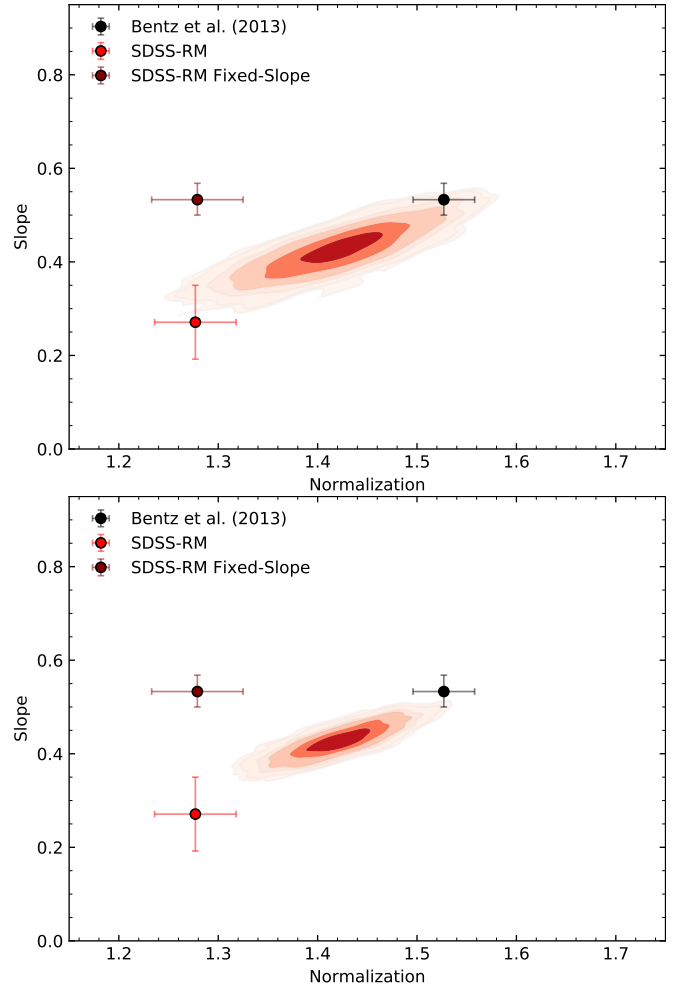 Bentz et al. (2013)
SDSS-RM
SDSS-RM Fixed-Slope
0.8
0.6
0.4
0.2
0.0
Slope
1.2 1.3 1.4 1.5 1.6 1.7
Normalization
Bentz et al. (2013)
SDSS-RM
SDSS-RM Fixed-Slope
0.8
0.6
0.4
0.2
0.0
Slope
1.2 1.3 1.4 1.5 1.6 1.7
Normalization